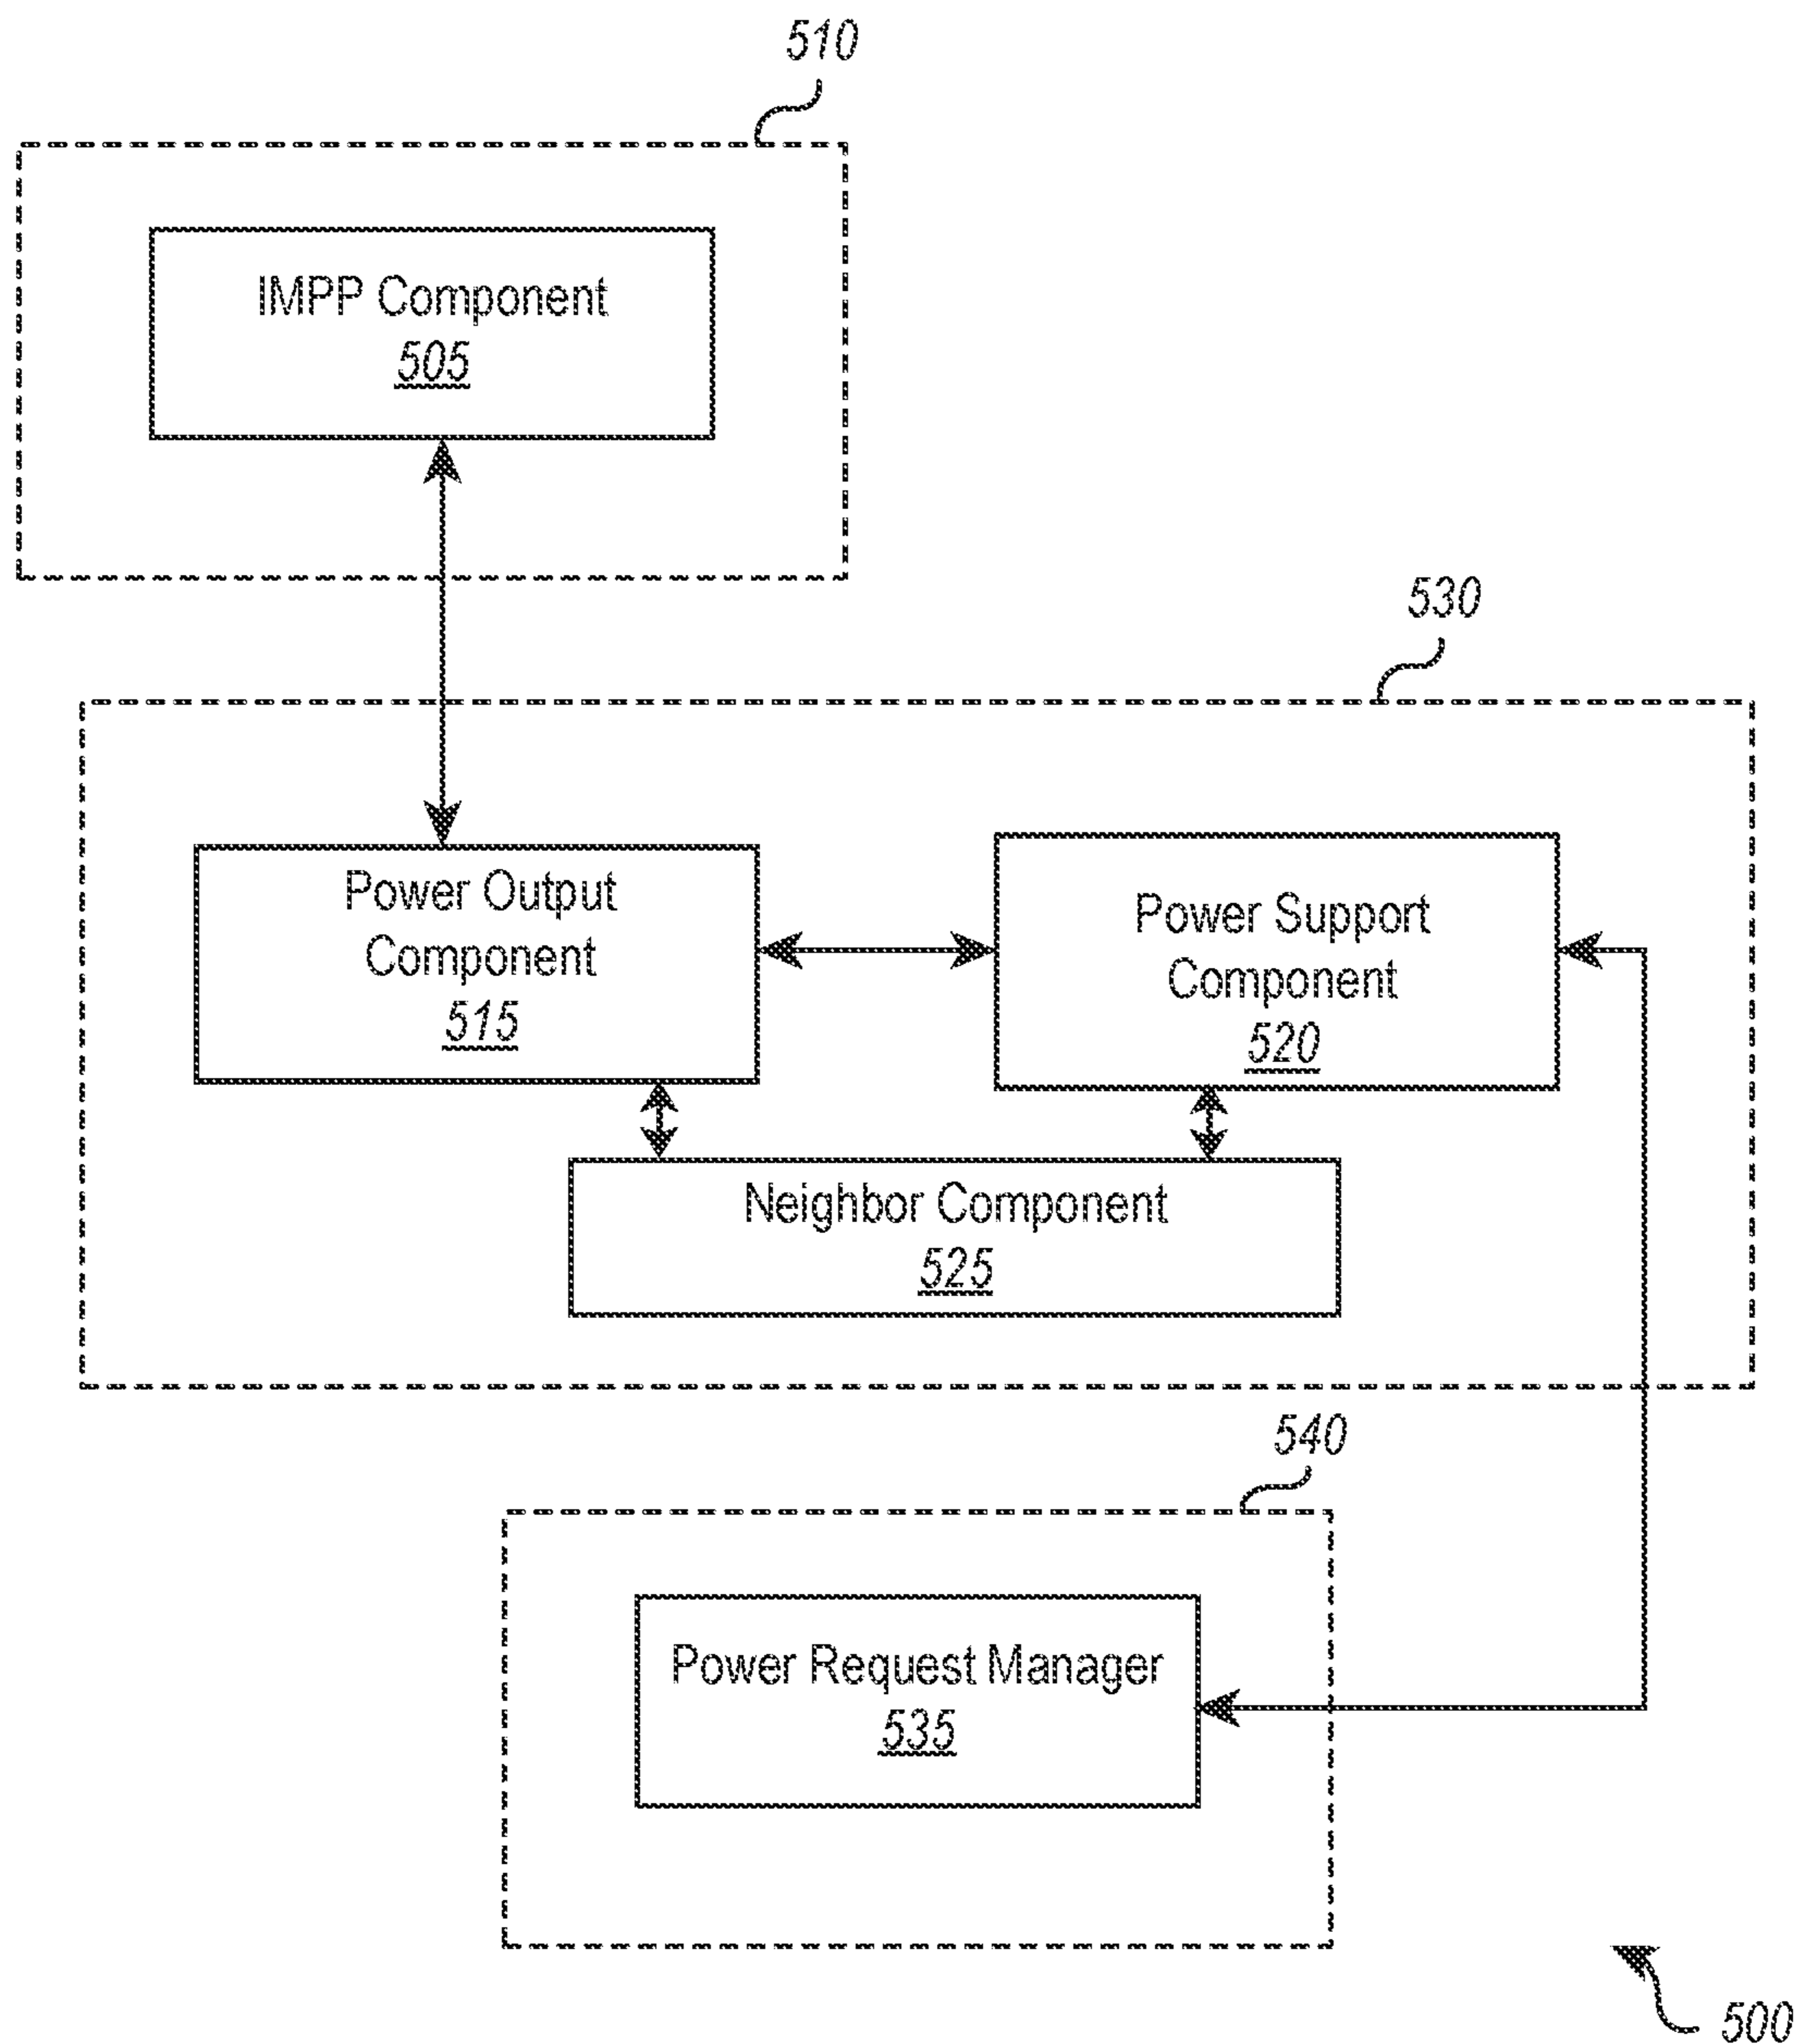 510
IMPP Component
505
530
Power Output
Component
515
Power Support
Component
520
Neighbor Component
525
540
Power Request Manager
535
500